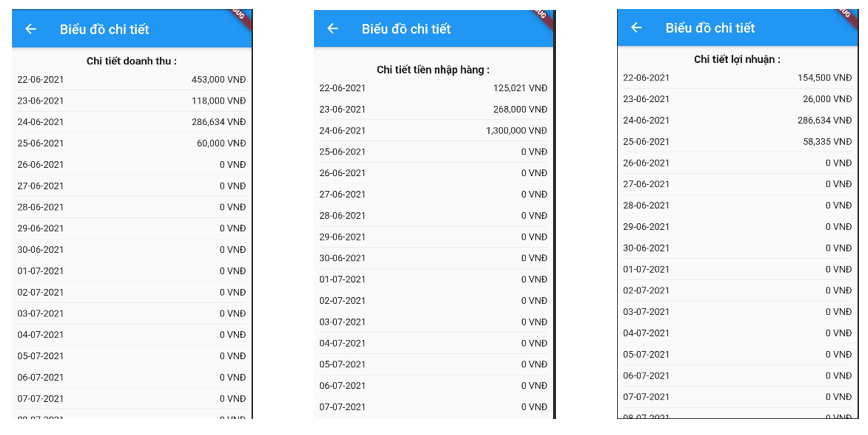 Biểu đồ chi tiết
Chi tiết doanh thu :
22-06-2021 453,000 VNĐ
23-06-2021 118,000 VNĐ
24-06-2021 286,634 VNĐ
25-06-2021 60,000 VNĐ
26-06-2021 0 VNĐ
27-06-2021 0 VNĐ
28-06-2021 0 VNĐ
29-06-2021 0 VNĐ
30-06-2021 0 VNĐ
01-07-2021 0 VNĐ
02-07-2021 0 VNĐ
03-07-2021 0 VNĐ
04-07-2021 0 VNĐ
05-07-2021 0 VNĐ
06-07-2021 0 VNĐ
07-07-2021 0 VNĐ
08-07-2021 0 VNĐ
Biểu đồ chi tiết
Chi tiết tiền nhập hàng :
22-06-2021 125,021 VNĐ
23-06-2021 268,000 VNĐ
24-06-2021 1,300,000 VNĐ
25-06-2021 0 VNĐ
26-06-2021 0 VNĐ
27-06-2021 0 VNĐ
28-06-2021 0 VNĐ
29-06-2021 0 VNĐ
30-06-2021 0 VNĐ
01-07-2021 0 VNĐ
02-07-2021 0 VNĐ
03-07-2021 0 VNĐ
04-07-2021 0 VNĐ
05-07-2021 0 VNĐ
06-07-2021 0 VNĐ
07-07-2021 0 VNĐ
Biểu đồ chi tiết
Chi tiết lợi nhuận :
22-06-2021 154,500 VNĐ
23-06-2021 26,000 VNĐ
24-06-2021 286,634 VNĐ
25-06-2021 58,335 VNĐ
26-06-2021 0 VNĐ
27-06-2021 0 VNĐ
28-06-2021 0 VNĐ
29-06-2021 0 VNĐ
30-06-2021 0 VNĐ
01-07-2021 0 VNĐ
02-07-2021 0 VNĐ
03-07-2021 0 VNĐ
04-07-2021 0 VNĐ
05-07-2021 0 VNĐ
06-07-2021 0 VNĐ
07-07-2021 0 VNĐ
08-07-2021 0 VNĐ